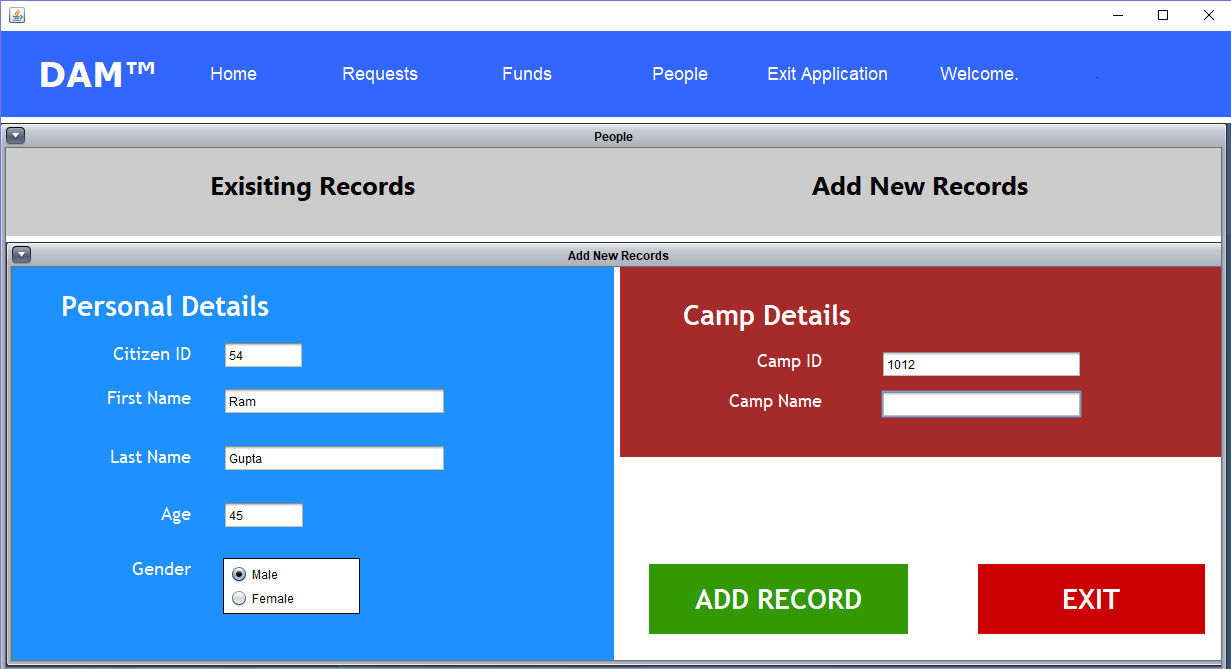 DAM™ Home Requests Funds People Exit Application Welcome. .
People
Exisiting Records Add New Records
Add New Records
Personal Details
Citizen ID 54
First Name Ram
Last Name Gupta
Age 45
Gender Male
Female
Camp Details
Camp ID 1012
Camp Name
ADD RECORD EXIT